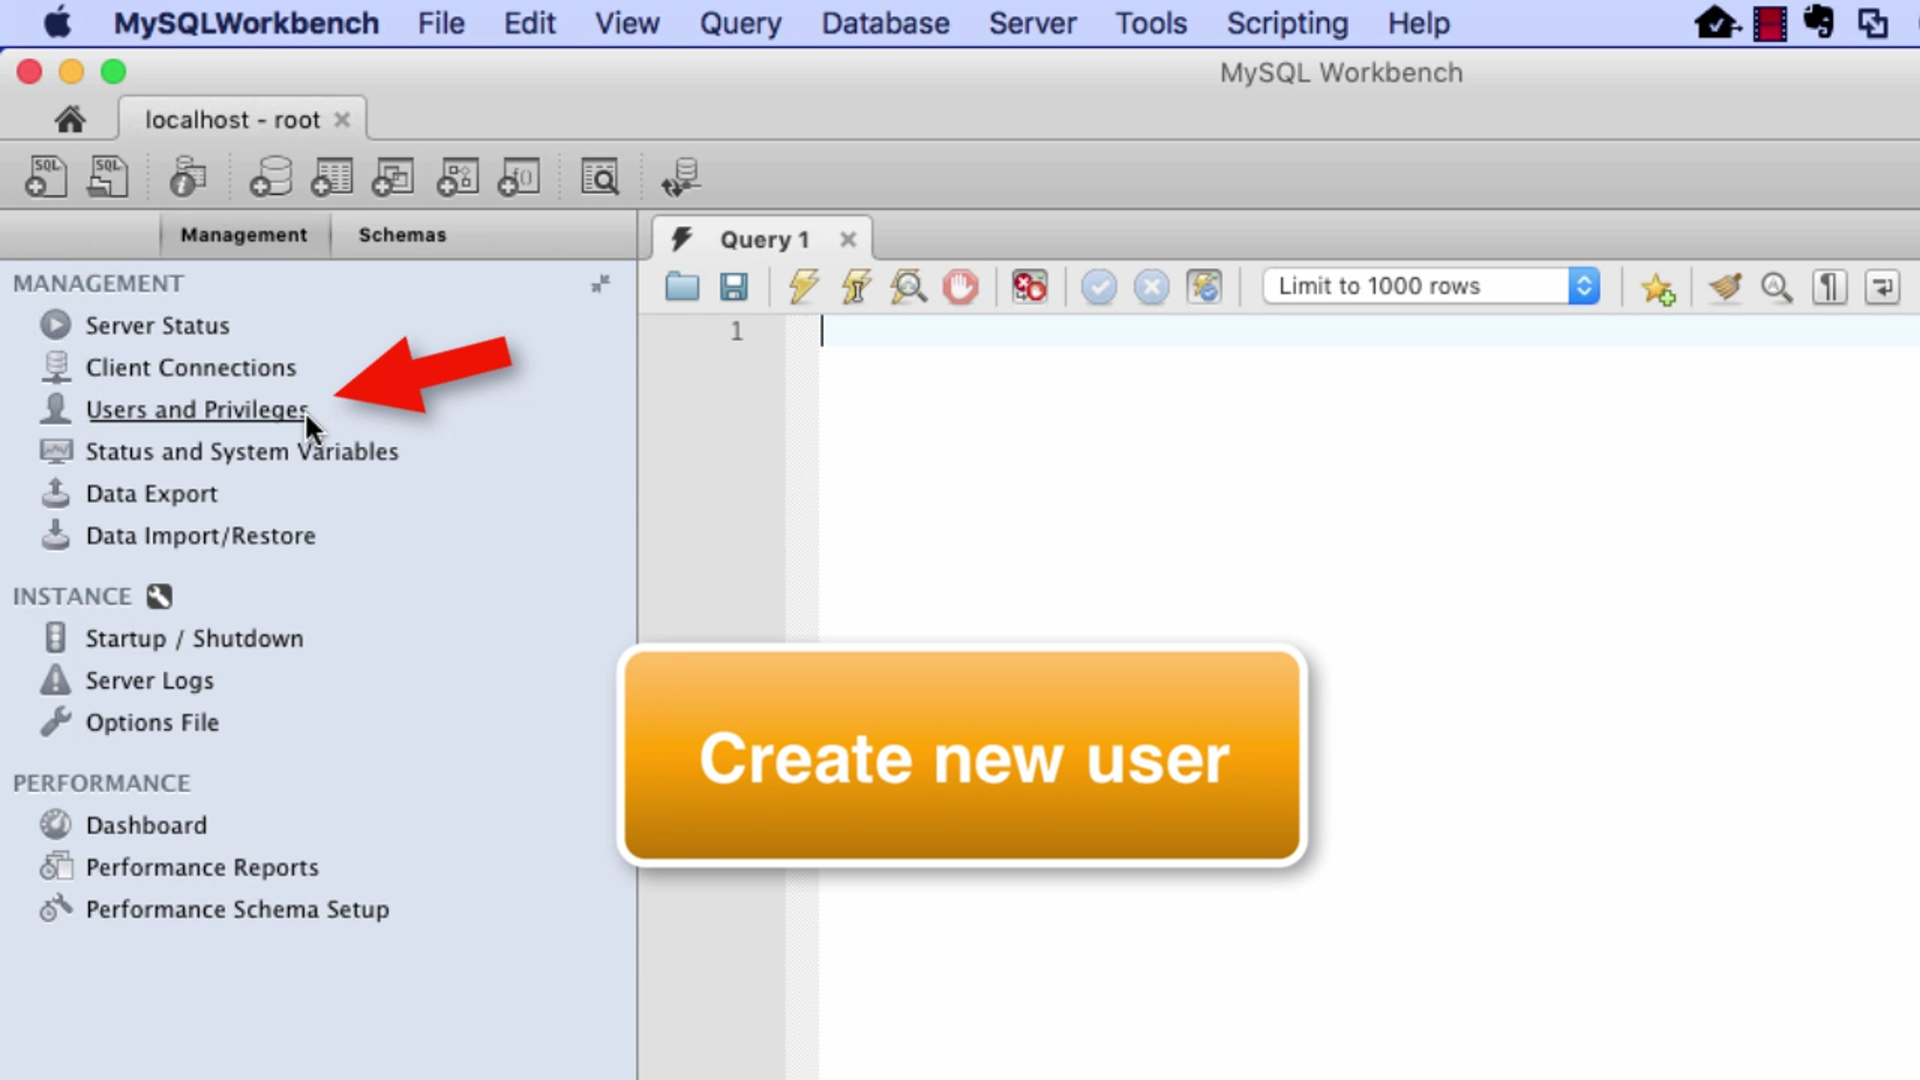 MySQLWorkbench File Edit View Query Database Server Tools Scripting Help
MySQL Workbench
localhost - root
SQL SQL
f()
Management Schemas
Query 1
MANAGEMENT
Limit to 1000 rows
Server Status
1
Client Connections
Users and Privileges
Status and System Variables
Data Export
Data Import/Restore
INSTANCE
Startup / Shutdown
Server Logs
Options File
Create new user
PERFORMANCE
Dashboard
Performance Reports
Performance Schema Setup